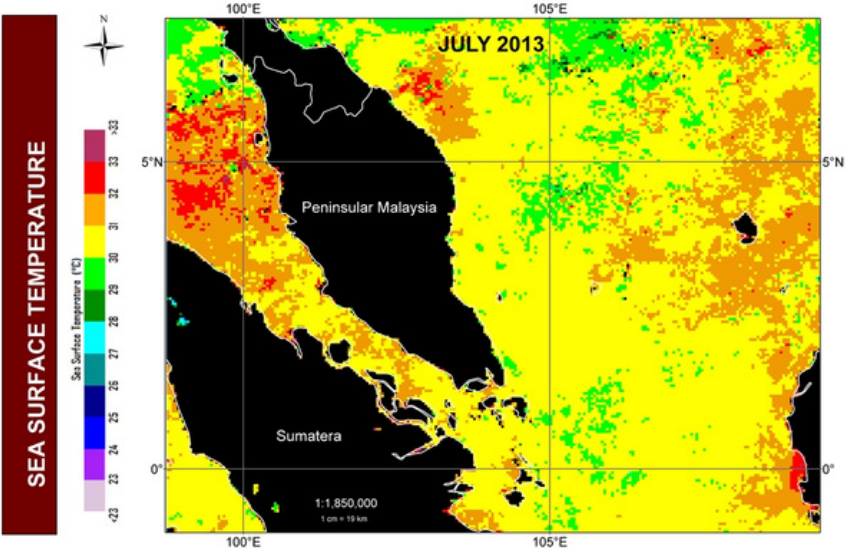 SEA SURFACE TEMPERATURE
N
Sea Surface Temperature (°C)
>33
33
32
31
30
29
28
27
26
25
24
23
<23
100°E
105°E
JULY 2013
5°N
5°N
Peninsular Malaysia
Sumatera
0°
0°
1:1,850,000
1 cm = 19 km
100°E
105°E